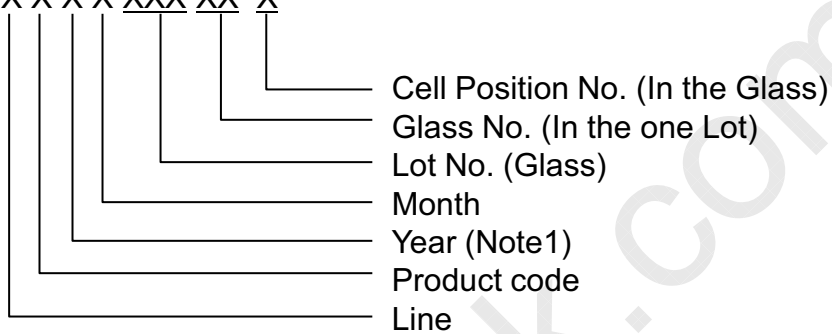 X X X X XXX XX X
Cell Position No. (In the Glass)
Glass No. (In the one Lot)
Lot No. (Glass)
Month
Year (Note1)
Product code
Line